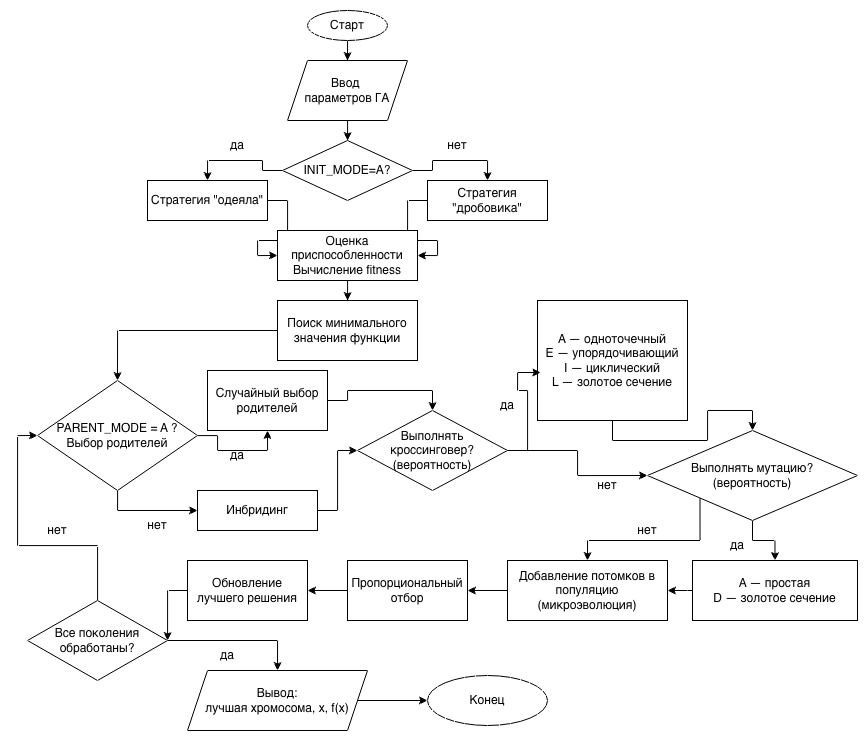 Старт
Ввод
параметров ГА
да
нет
INIT_MODE=A?
Стратегия "одеяла"
Стратегия
"дробовика"
Оценка
приспособленности
Вычисление fitness
Поиск минимального
значения функции
А — одноточечный
Е — упорядочивающий
I — циклический
L — золотое сечение
Случайный выбор
родителей
да
PARENT_MODE = A ?
Выбор родителей
да
Выполнять
кроссинговер?
(вероятность)
Выполнять мутацию?
(вероятность)
нет
Инбридинг
нет
нет
нет
да
Обновление
лучшего решения
Пропорциональный
отбор
Добавление потомков в
популяцию
(микроэволюция)
А — простая
D — золотое сечение
Все поколения
обработаны?
да
Вывод:
лучшая хромосома, x, f(x)
Конец